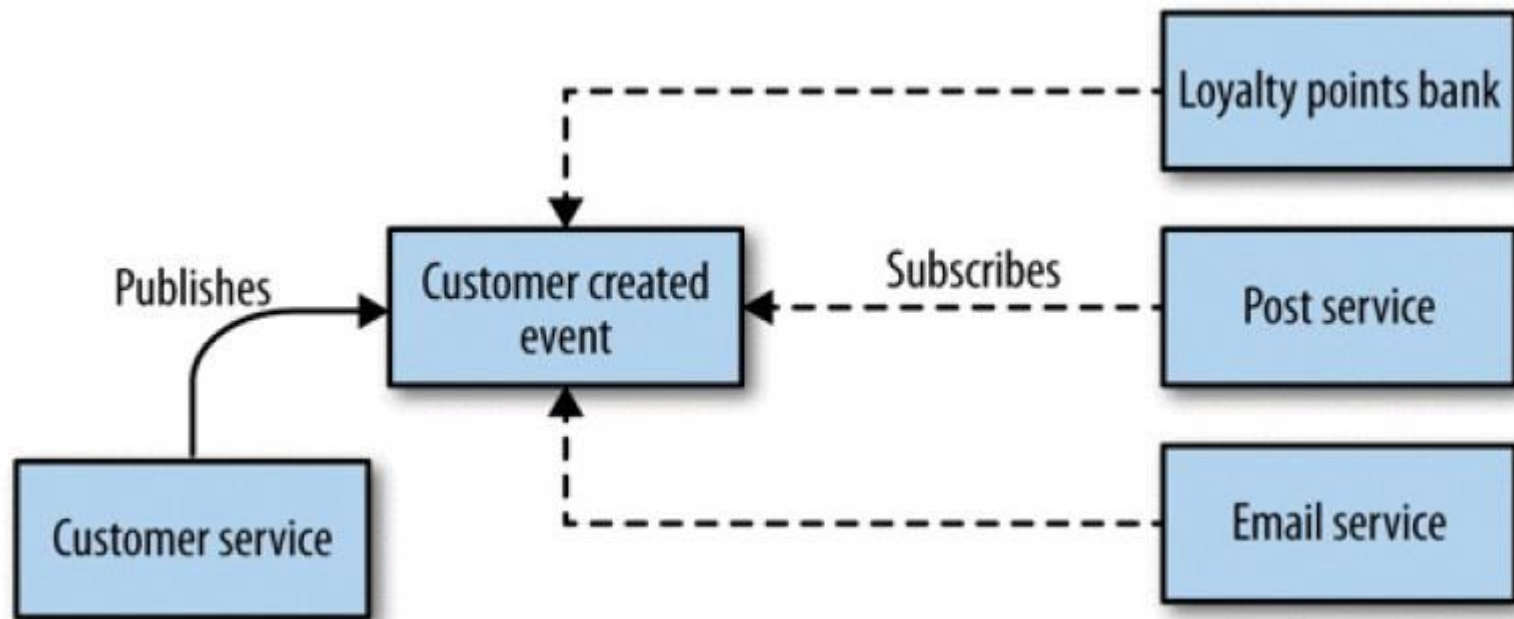 Loyalty points bank
Publishes
Customer created
event
Subscribes
Post service
Customer service
Email service